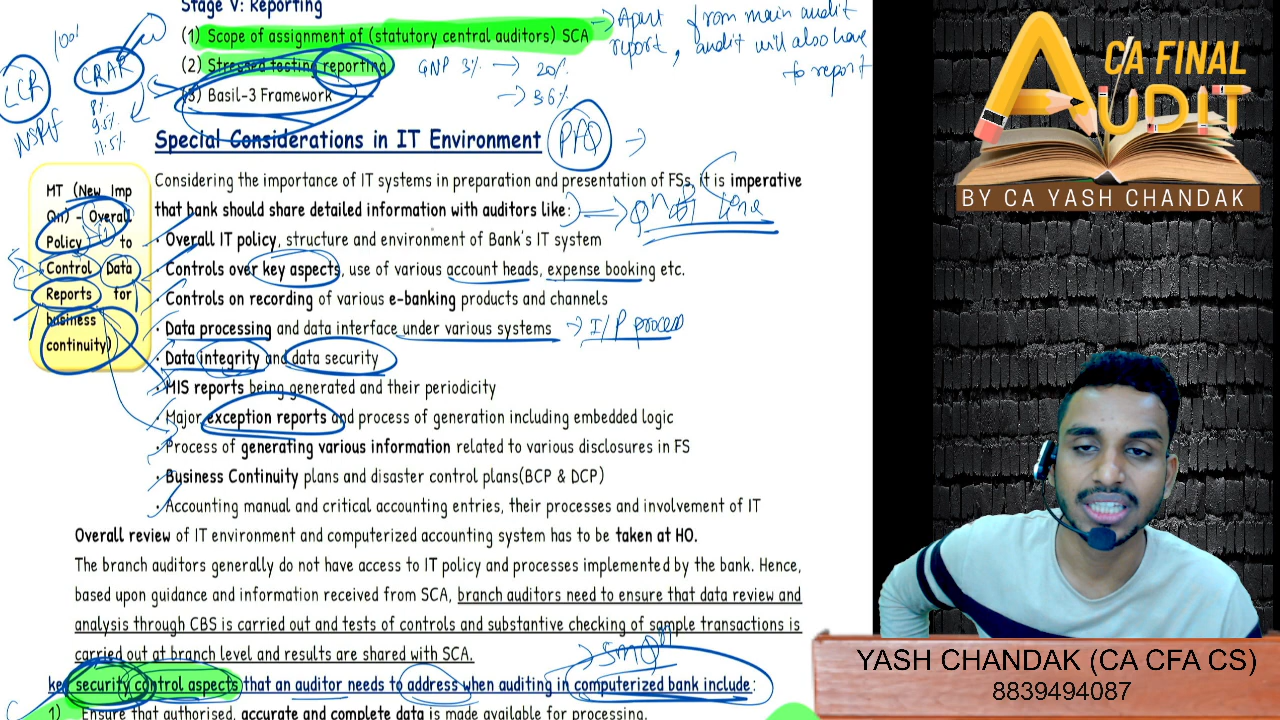 Stage V: Reporting
(1) Scope of assignment of (statutory central auditors) SCA
→ Apart from main audit
report, audit will also have
to report
100%
(2) Stressed testing reporting
GNP 3% → 20%
→ 36%
(3) Basil-3 Framework
LCR
CRAR
9.5%
11.5%
Special Considerations in IT Environment
PAQ →
MT (New Imp
Qn) - Overall
Policy to
Control Data
Reports for
business
continuity)
Considering the importance of IT systems in preparation and presentation of FSs, it is imperative
that bank should share detailed information with auditors like:
• Overall IT policy, structure and environment of Bank's IT system
• Controls over key aspects, use of various account heads, expense booking etc.
• Controls on recording of various e-banking products and channels
• Data processing and data interface under various systems
→ I/P process
• Data integrity and data security
• MIS reports being generated and their periodicity
• Major exception reports and process of generation including embedded logic
• Process of generating various information related to various disclosures in FS
• Business Continuity plans and disaster control plans(BCP & DCP)
• Accounting manual and critical accounting entries, their processes and involvement of IT
Overall review of IT environment and computerized accounting system has to be taken at HO.
The branch auditors generally do not have access to IT policy and processes implemented by the bank. Hence,
based upon guidance and information received from SCA, branch auditors need to ensure that data review and
analysis through CBS is carried out and tests of controls and substantive checking of sample transactions is
carried out at branch level and results are shared with SCA.
→ 5m Qn
key security control aspects that an auditor needs to address when auditing in computerized bank include:
1) Ensure that authorised, accurate and complete data is made available for processing.
CA FINAL
AUDIT
BY CA YASH CHANDAK
YASH CHANDAK (CA CFA CS)
8839494087